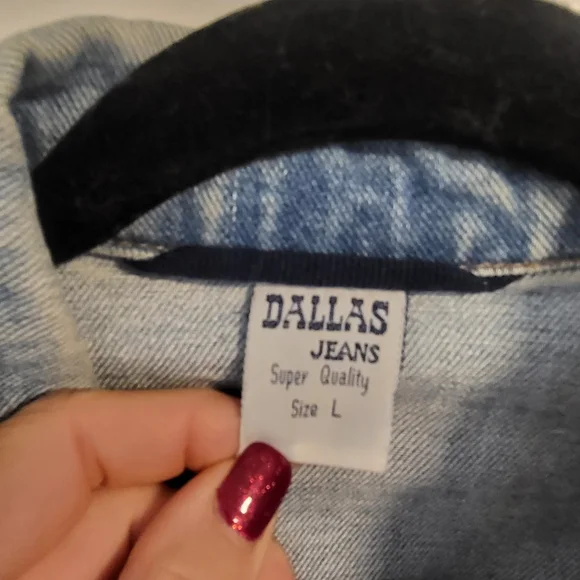 DALLAS
JEANS
Super Quality
Size L